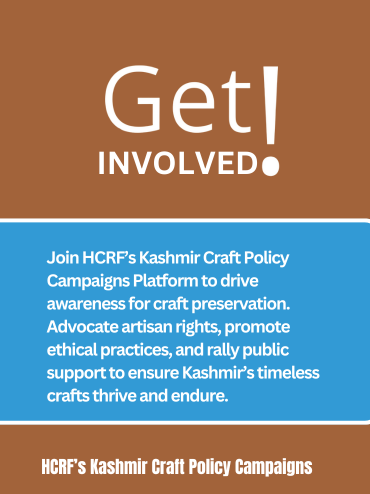 Get!
INVOLVED
Join HCRF's Kashmir Craft Policy
Campaigns Platform to drive
awareness for craft preservation.
Advocate artisan rights, promote
ethical practices, and rally public
support to ensure Kashmir's timeless
crafts thrive and endure.
HCRF's Kashmir Craft Policy Campaigns